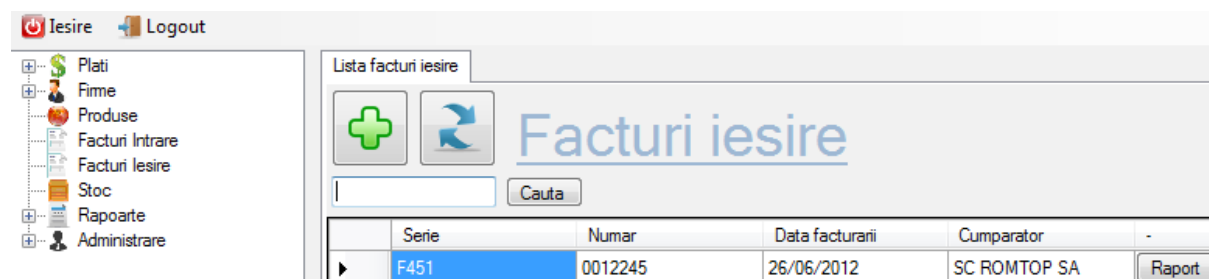 Iesire Logout
Plati
Firme
Produse
Facturi Intrare
Facturi Iesire
Stoc
Rapoarte
Administrare
Lista facturi iesire
Facturi iesire
Cauta
Serie Numar Data facturarii Cumparator -
F451 0012245 26/06/2012 SC ROMTOP SA Raport